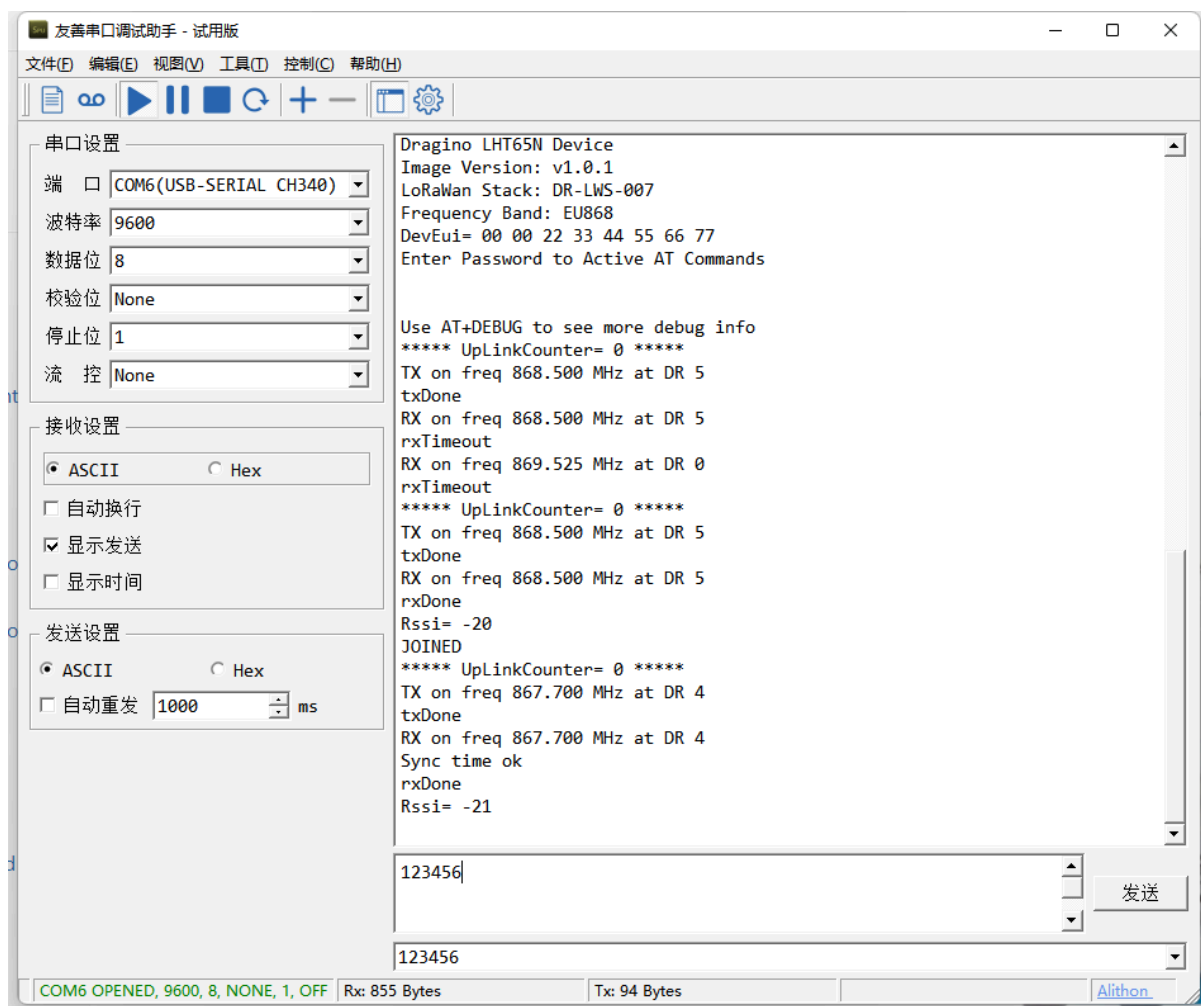 友善串口调试助手 - 试用版
文件(F) 编辑(E) 视图(V) 工具(T) 控制(C) 帮助(H)
串口设置
端 口 COM6(USB-SERIAL CH340)
波特率 9600
数据位 8
校验位 None
停止位 1
流 控 None
接收设置
ASCII Hex
自动换行
显示发送
显示时间
发送设置
ASCII Hex
自动重发 1000 ms
Dragino LHT65N Device
Image Version: v1.0.1
LoRaWan Stack: DR-LWS-007
Frequency Band: EU868
DevEui= 00 00 22 33 44 55 66 77
Enter Password to Active AT Commands
Use AT+DEBUG to see more debug info
***** UpLinkCounter= 0 *****
TX on freq 868.500 MHz at DR 5
txDone
RX on freq 868.500 MHz at DR 5
rxTimeout
RX on freq 869.525 MHz at DR 0
rxTimeout
***** UpLinkCounter= 0 *****
TX on freq 868.500 MHz at DR 5
txDone
RX on freq 868.500 MHz at DR 5
rxDone
Rssi= -20
JOINED
***** UpLinkCounter= 0 *****
TX on freq 867.700 MHz at DR 4
txDone
RX on freq 867.700 MHz at DR 4
Sync time ok
rxDone
Rssi= -21
123456
发送
123456
COM6 OPENED, 9600, 8, NONE, 1, OFF Rx: 855 Bytes Tx: 94 Bytes Alithon